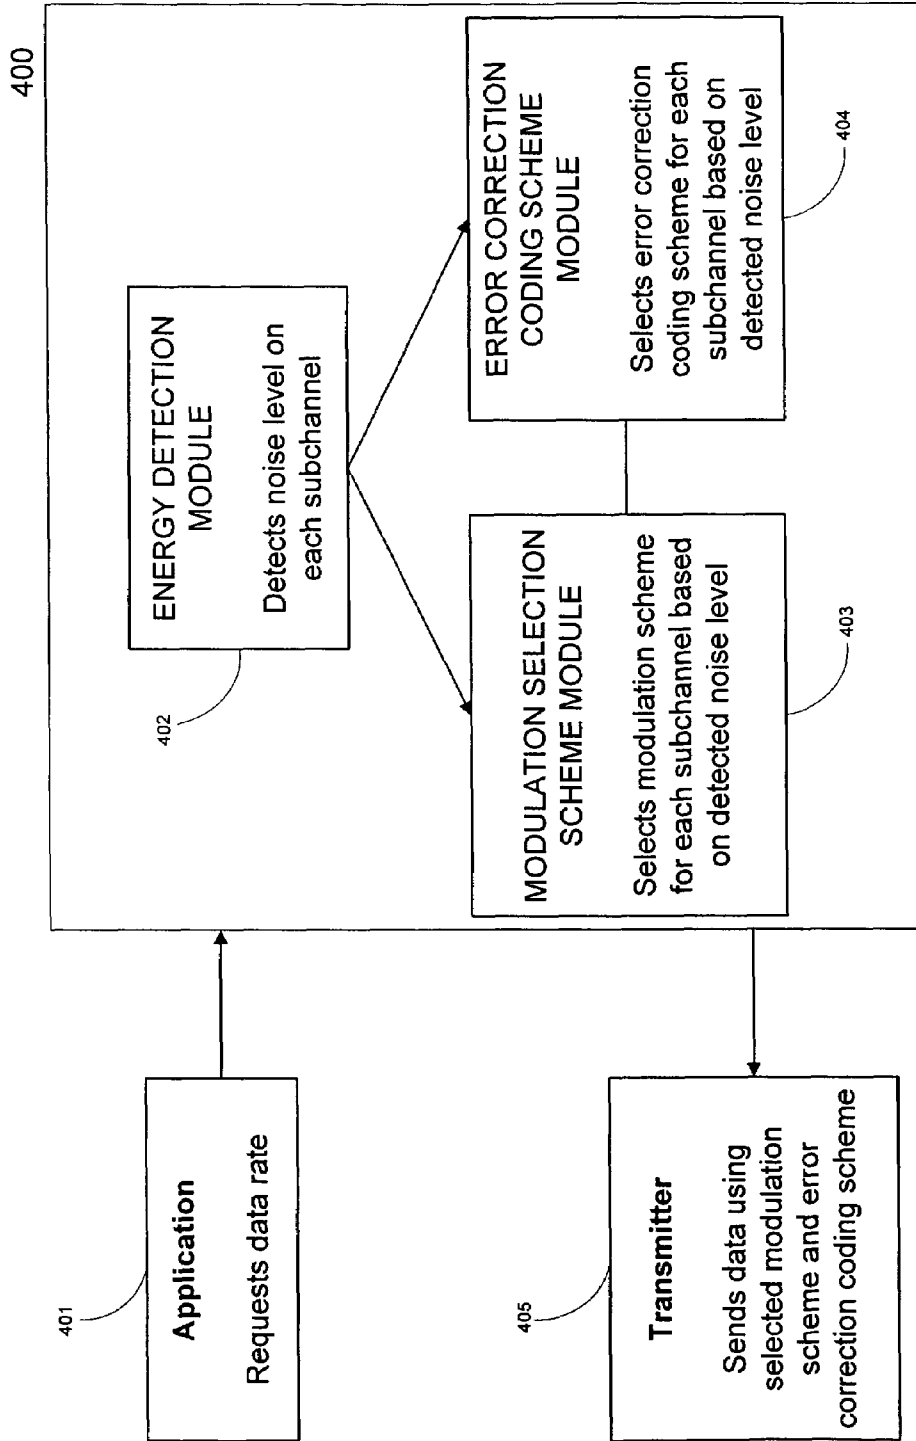 400
401
Application
Requests data rate
402
ENERGY DETECTION
MODULE
Detects noise level on
each subchannel
MODULATION SELECTION
SCHEME MODULE
Selects modulation scheme
for each subchannel based
on detected noise level
403
ERROR CORRECTION
CODING SCHEME
MODULE
Selects error correction
coding scheme for each
subchannel based on
detected noise level
404
405
Transmitter
Sends data using
selected modulation
scheme and error
correction coding scheme